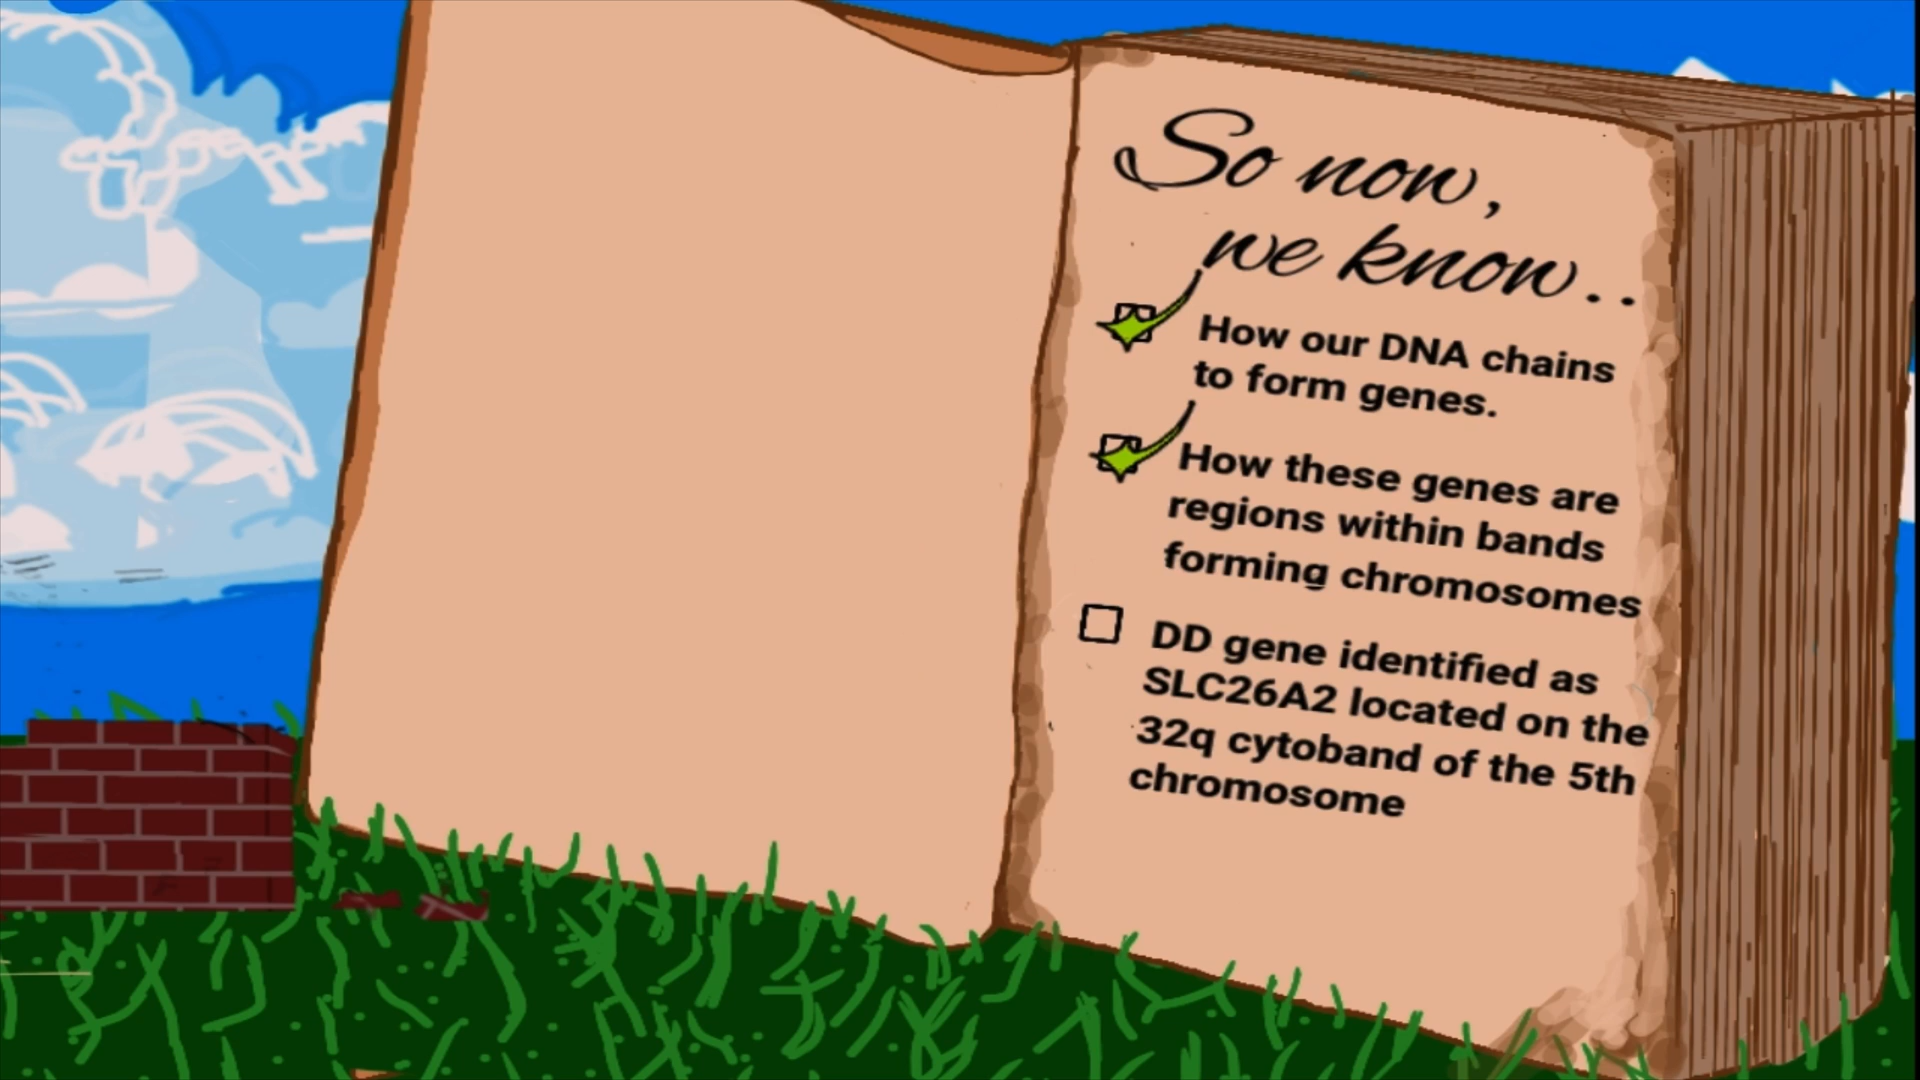 So now,
we know..
How our DNA chains
to form genes.
How these genes are
regions within bands
forming chromosomes
DD gene identified as
SLC26A2 located on the
32q cytoband of the 5th
chromosome